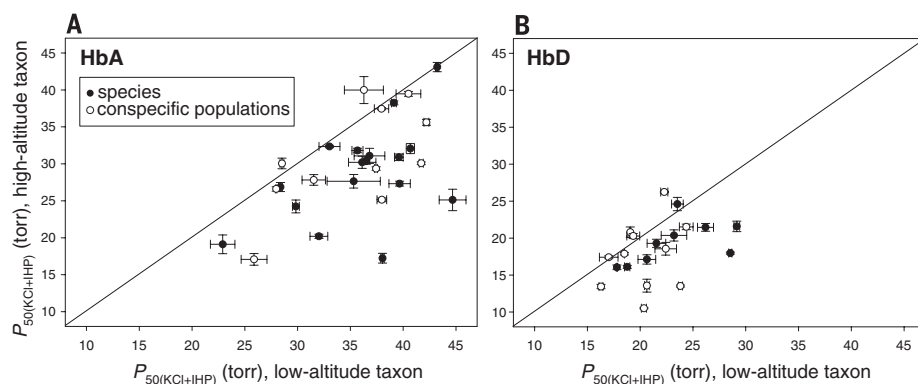 A
B
HbA
HbD
species
conspecific populations
P50(KCl+IHP) (torr), high-altitude taxon
45
40
35
30
25
20
15
10
10 15 20 25 30 35 40 45
P50(KCl+IHP) (torr), low-altitude taxon
45
40
35
30
25
20
15
10
10 15 20 25 30 35 40 45
P50(KCl+IHP) (torr), low-altitude taxon